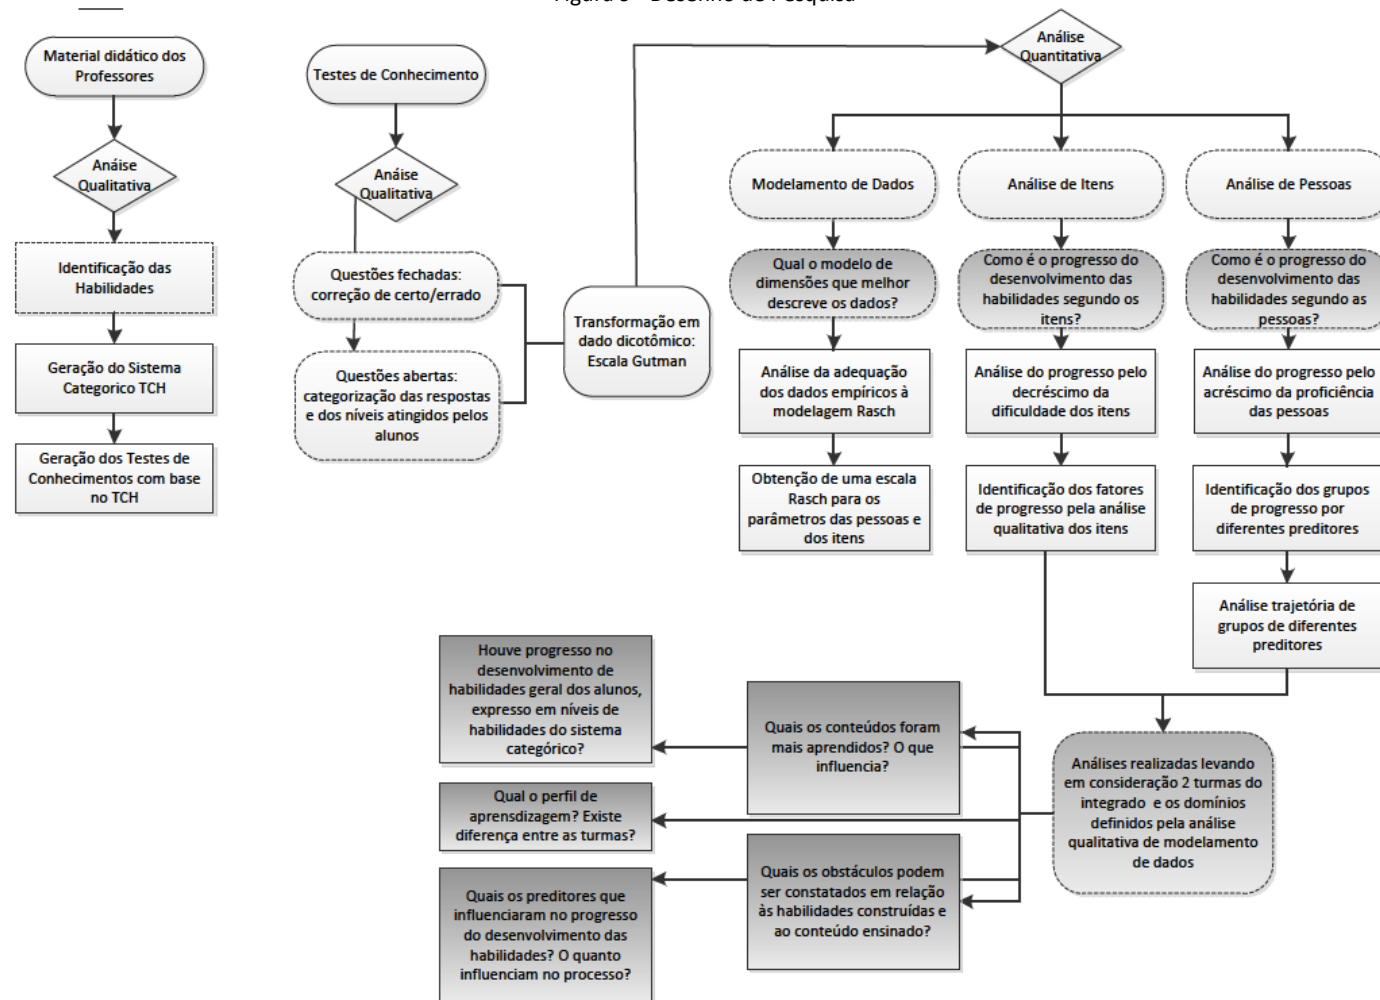 Figura 3 - Desenho de Pesquisa
Material didático dos
Professores
Anáise
Qualitativa
Identificação das
Habilidades
Geração do Sistema
Categorico TCH
Geração dos Testes de
Conhecimentos com base
no TCH
Testes de Conhecimento
Anáise
Qualitativa
Questões fechadas:
correção de certo/errado
Questões abertas:
categorização das respostas
e dos níveis atingidos pelos
alunos
Transformação em
dado dicotômico:
Escala Gutman
Análise
Quantitativa
Modelamento de Dados
Qual o modelo de
dimensões que melhor
descreve os dados?
Análise da adequação
dos dados empíricos à
modelagem Rasch
Obtenção de uma escala
Rasch para os
parâmetros das pessoas e
dos itens
Análise de Itens
Como é o progresso do
desenvolvimento das
habilidades segundo os
itens?
Análise do progresso pelo
decréscimo da
dificuldade dos itens
Identificação dos fatores
de progresso pela análise
qualitativa dos itens
Análise de Pessoas
Como é o progresso do
desenvolvimento das
habilidades segundo as
pessoas?
Análise do progresso pelo
acréscimo da proficiência
das pessoas
Identificação dos grupos
de progresso por
diferentes preditores
Análise trajetória de
grupos de diferentes
preditores
Análises realizadas levando
em consideração 2 turmas do
integrado e os domínios
definidos pela análise
qualitativa de modelamento
de dados
Quais os conteúdos foram
mais aprendidos? O que
influencia?
Quais os obstáculos podem
ser constatados em relação
às habilidades construídas e
ao conteúdo ensinado?
Houve progresso no
desenvolvimento de
habilidades geral dos alunos,
expresso em níveis de
habilidades do sistema
categórico?
Qual o perfil de
aprensdizagem? Existe
diferença entre as turmas?
Quais os preditores que
influenciaram no progresso
do desenvolvimento das
habilidades? O quanto
influenciam no processo?